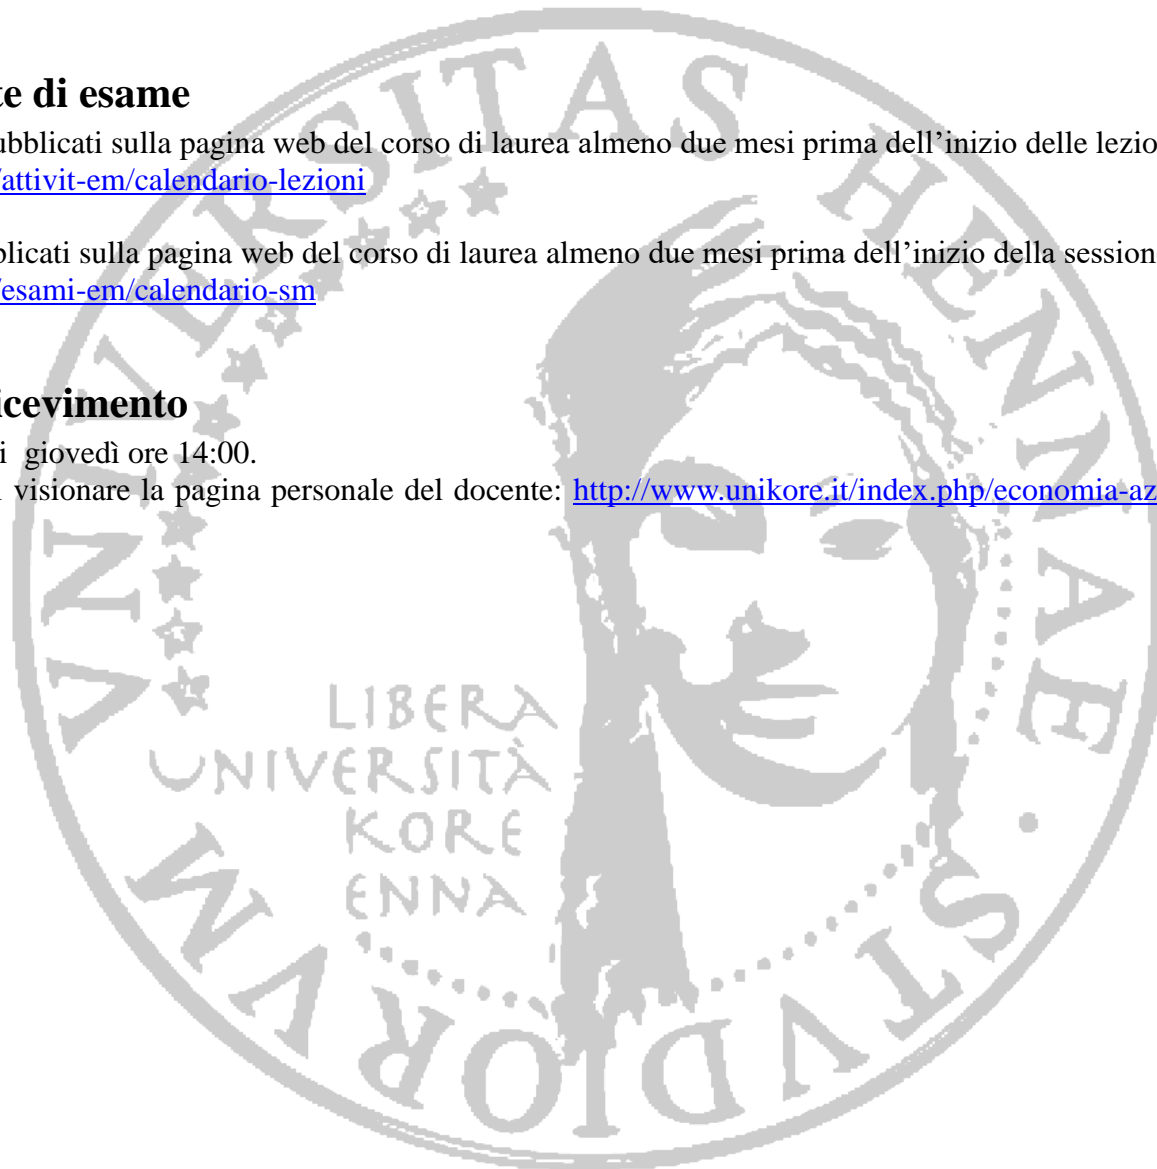 te di esame
ubblicati sulla pagina web del corso di laurea almeno due mesi prima dell’inizio delle lezio
/attivit-em/calendario-lezioni
blicati sulla pagina web del corso di laurea almeno due mesi prima dell’inizio della session
/esami-em/calendario-sm
icevimento
i giovedì ore 14:00.
visionare la pagina personale del docente: http://www.unikore.it/index.php/economia-az
VNIVERSITAS HENNAE · STVDIORVM
LIBERA
UNIVERSITÀ
KORE
ENNA